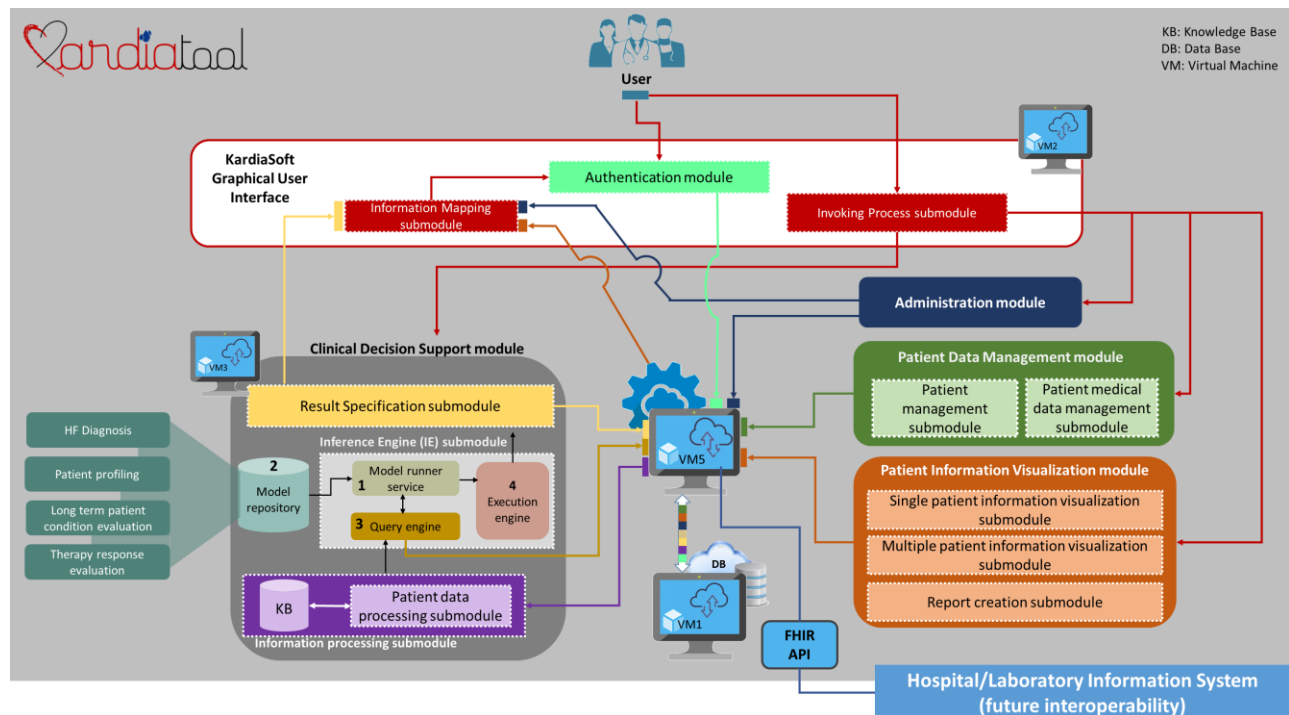 Kardiatool
KB: Knowledge Base
DB: Data Base
VM: Virtual Machine
User
VM2
KardiaSoft
Graphical User
Interface
Authentication module
Information Mapping
submodule
Invoking Process submodule
Administration module
VM3
Clinical Decision Support module
Patient Data Management module
Patient
management
submodule
Patient medical
data management
submodule
Result Specification submodule
Inference Engine (IE) submodule
HF Diagnosis
Patient profiling
Long term patient
condition evaluation
Therapy response
evaluation
2
Model
repository
Model runner
service
1
3
Query engine
4
Execution
engine
VM5
Patient Information Visualization module
Single patient information visualization
submodule
Multiple patient information visualization
submodule
Report creation submodule
KB
Patient data
processing submodule
Information processing submodule
DB
VM1
FHIR
API
Hospital/Laboratory Information System
(future interoperability)